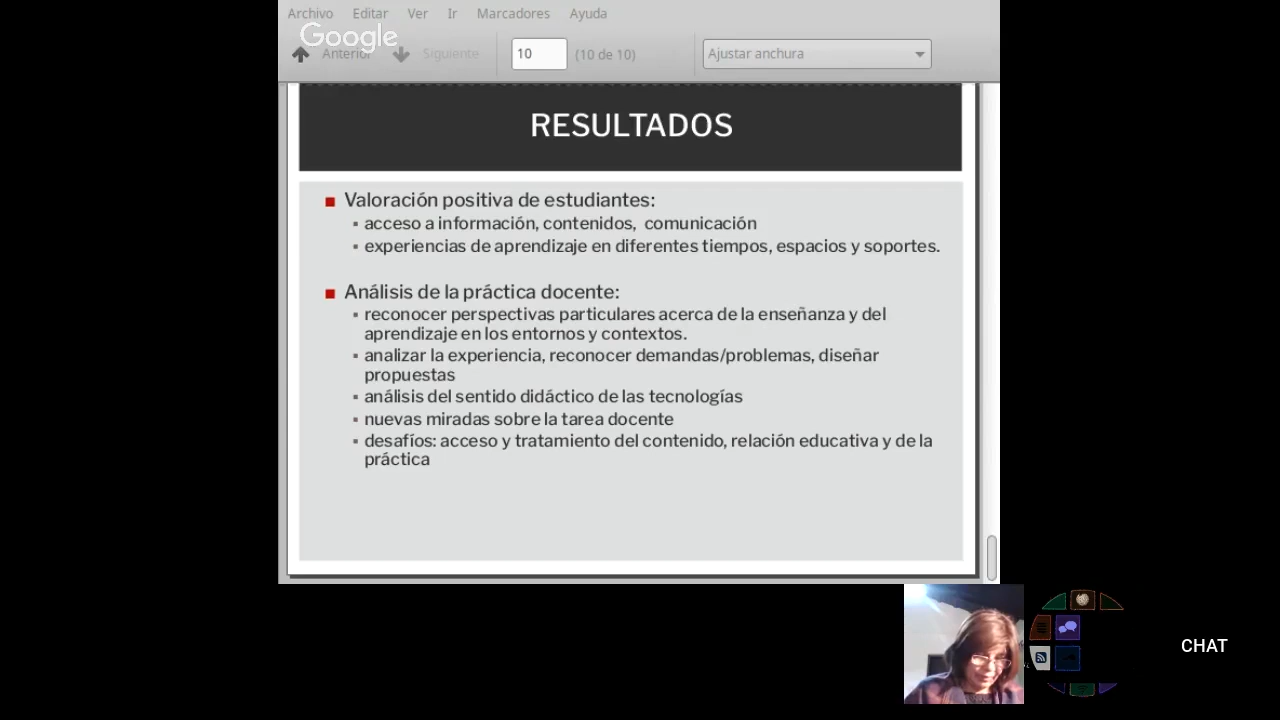 Archivo Editar Ver Ir Marcadores Ayuda
Google
Anterior Siguiente 10 (10 de 10) Ajustar anchura
RESULTADOS
Valoración positiva de estudiantes:
acceso a información, contenidos, comunicación
experiencias de aprendizaje en diferentes tiempos, espacios y soportes.
Análisis de la práctica docente:
reconocer perspectivas particulares acerca de la enseñanza y del
aprendizaje en los entornos y contextos.
analizar la experiencia, reconocer demandas/problemas, diseñar
propuestas
análisis del sentido didáctico de las tecnologías
nuevas miradas sobre la tarea docente
desafíos: acceso y tratamiento del contenido, relación educativa y de la
práctica
CHAT